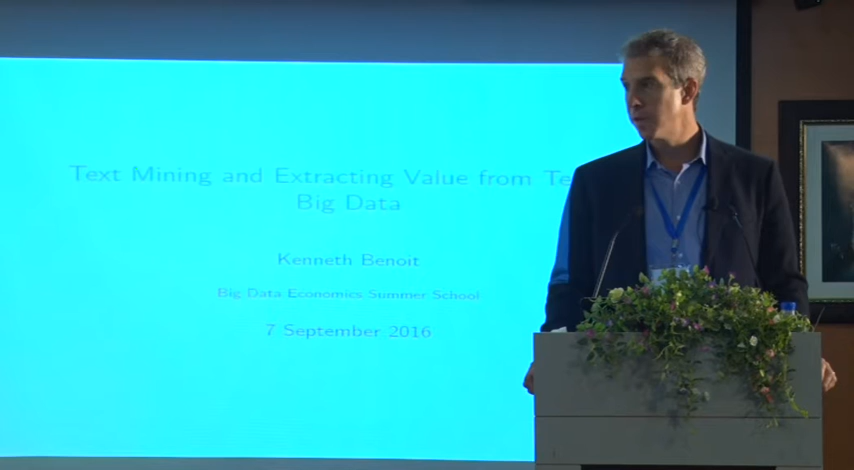 Text Mining and Extracting Value from
Big Data
Kenneth Benoit
Big Data Economics Summer School
7 September 2016